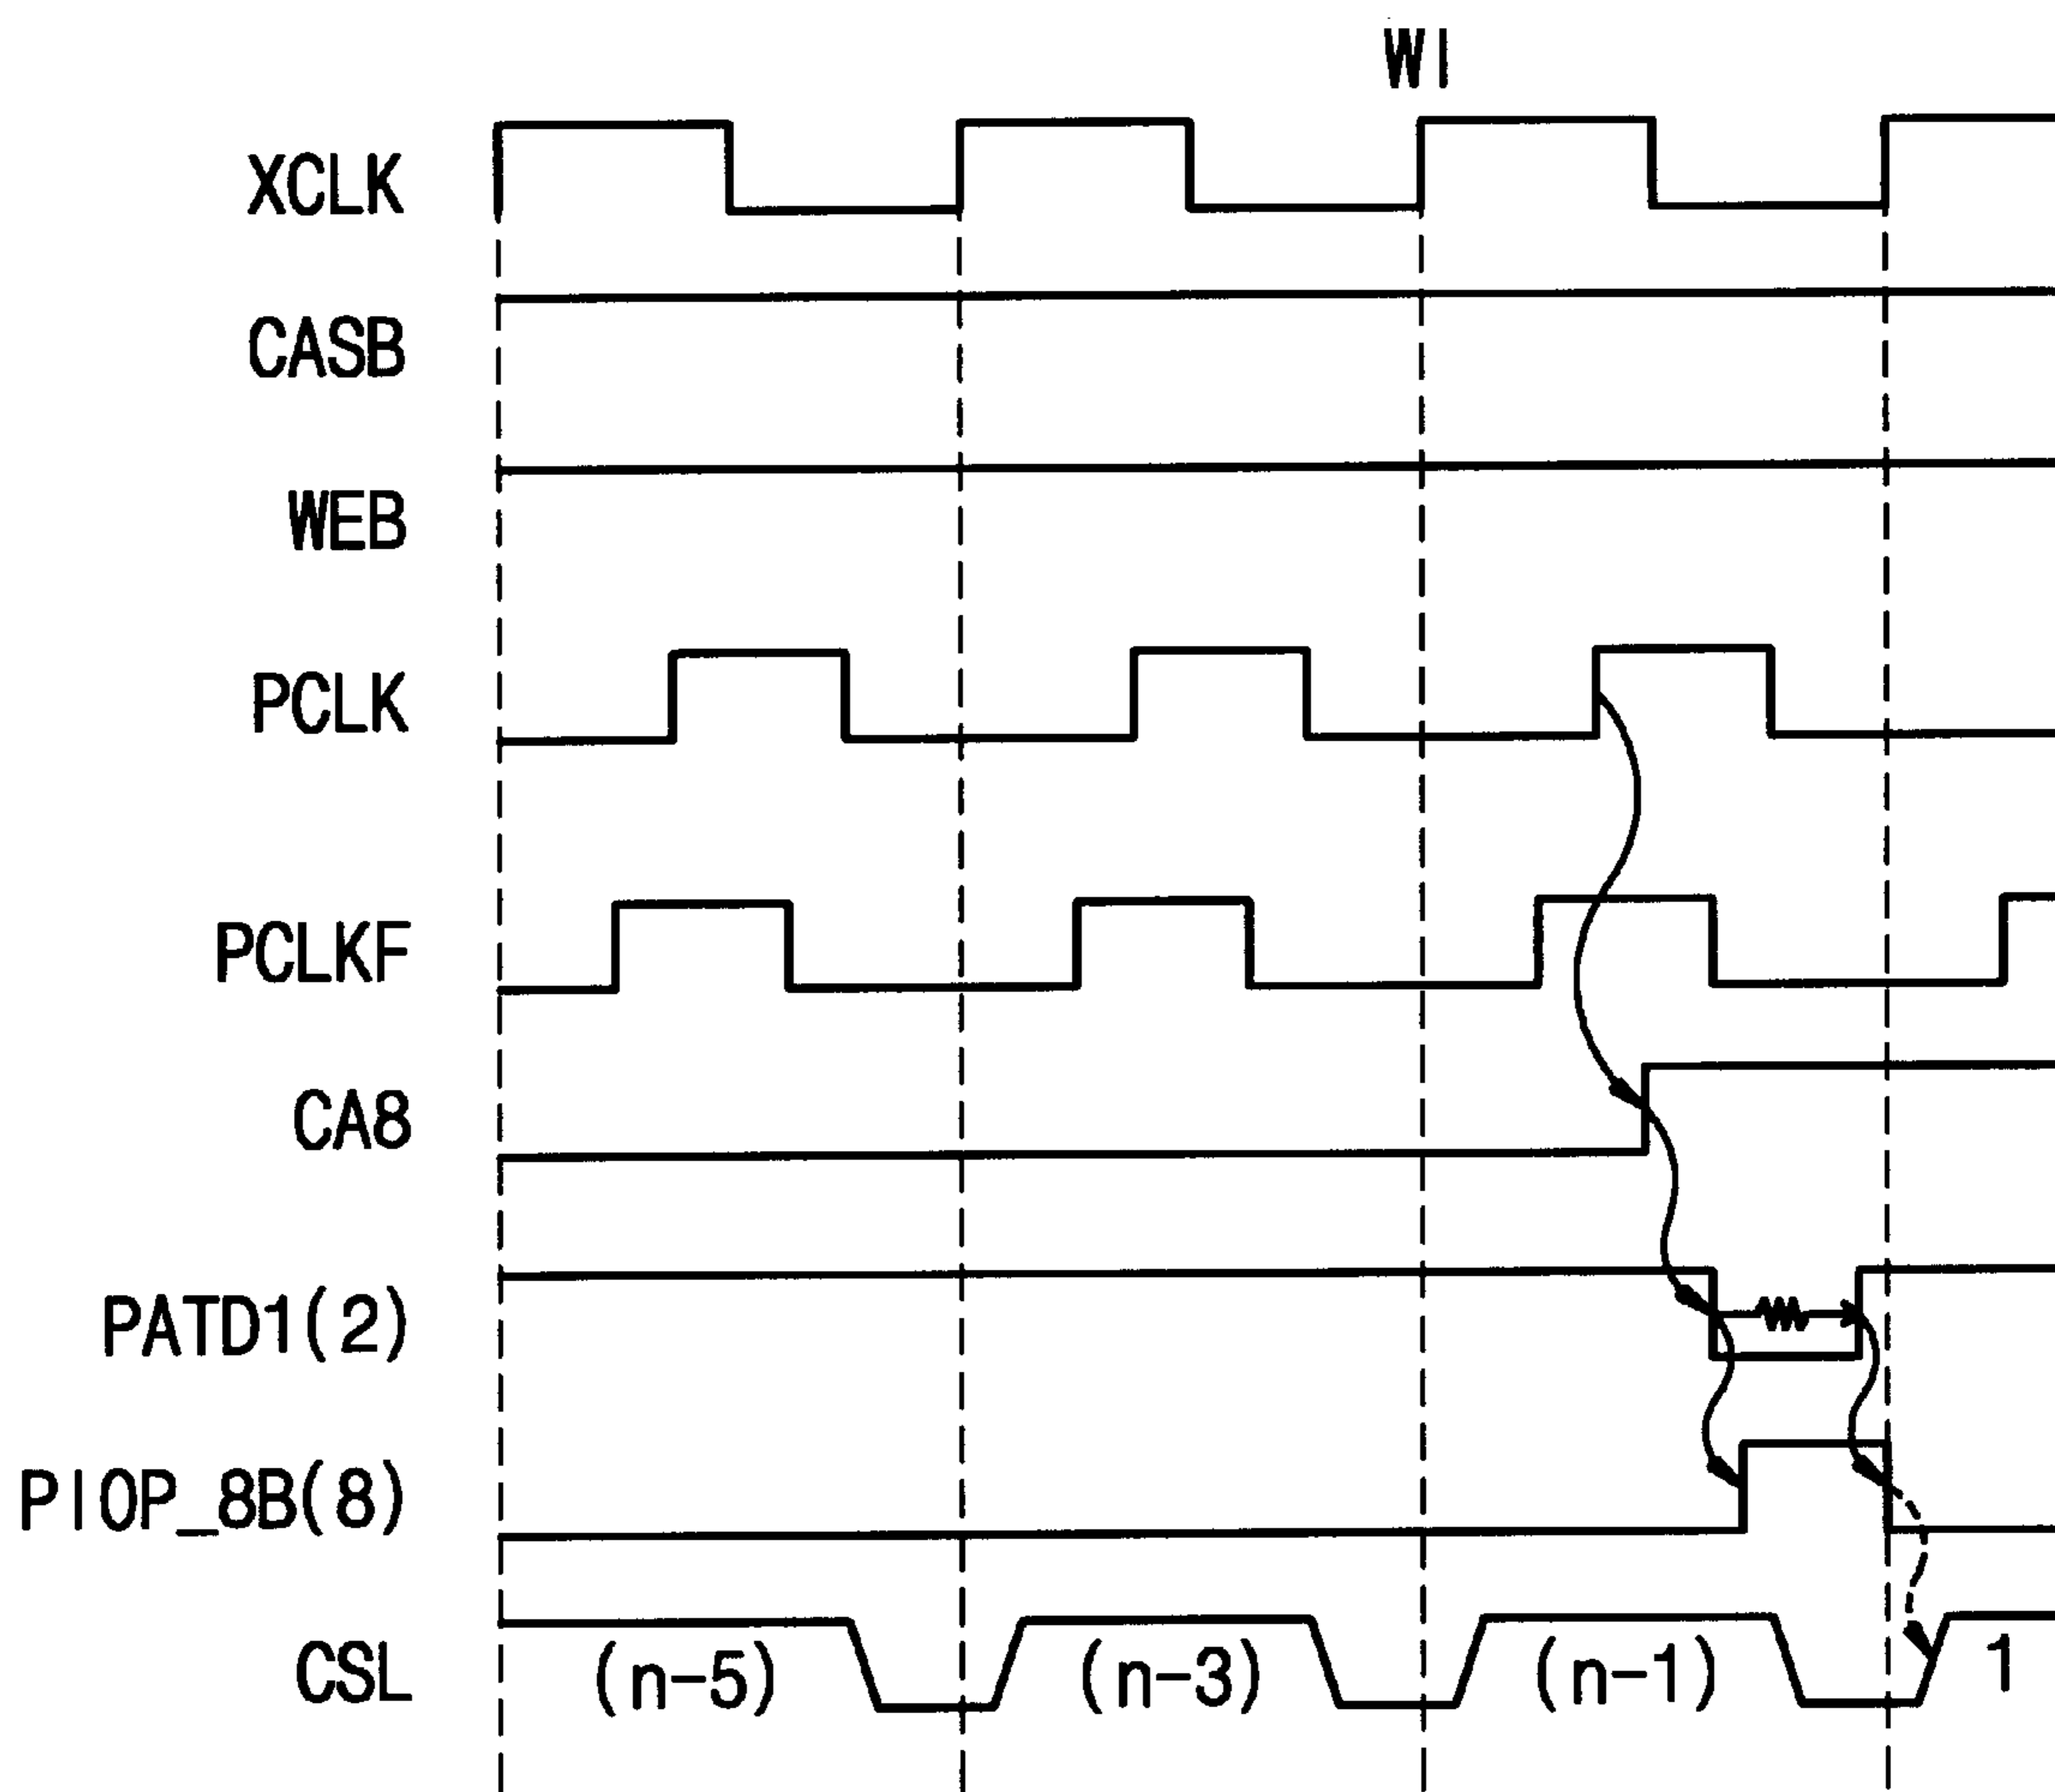 WI
XCLK
CASB
WEB
PCLK
PCLKF
CA8
PATD1(2)
PIOP_8B(8)
CSL (n-5) (n-3) (n-1) 1